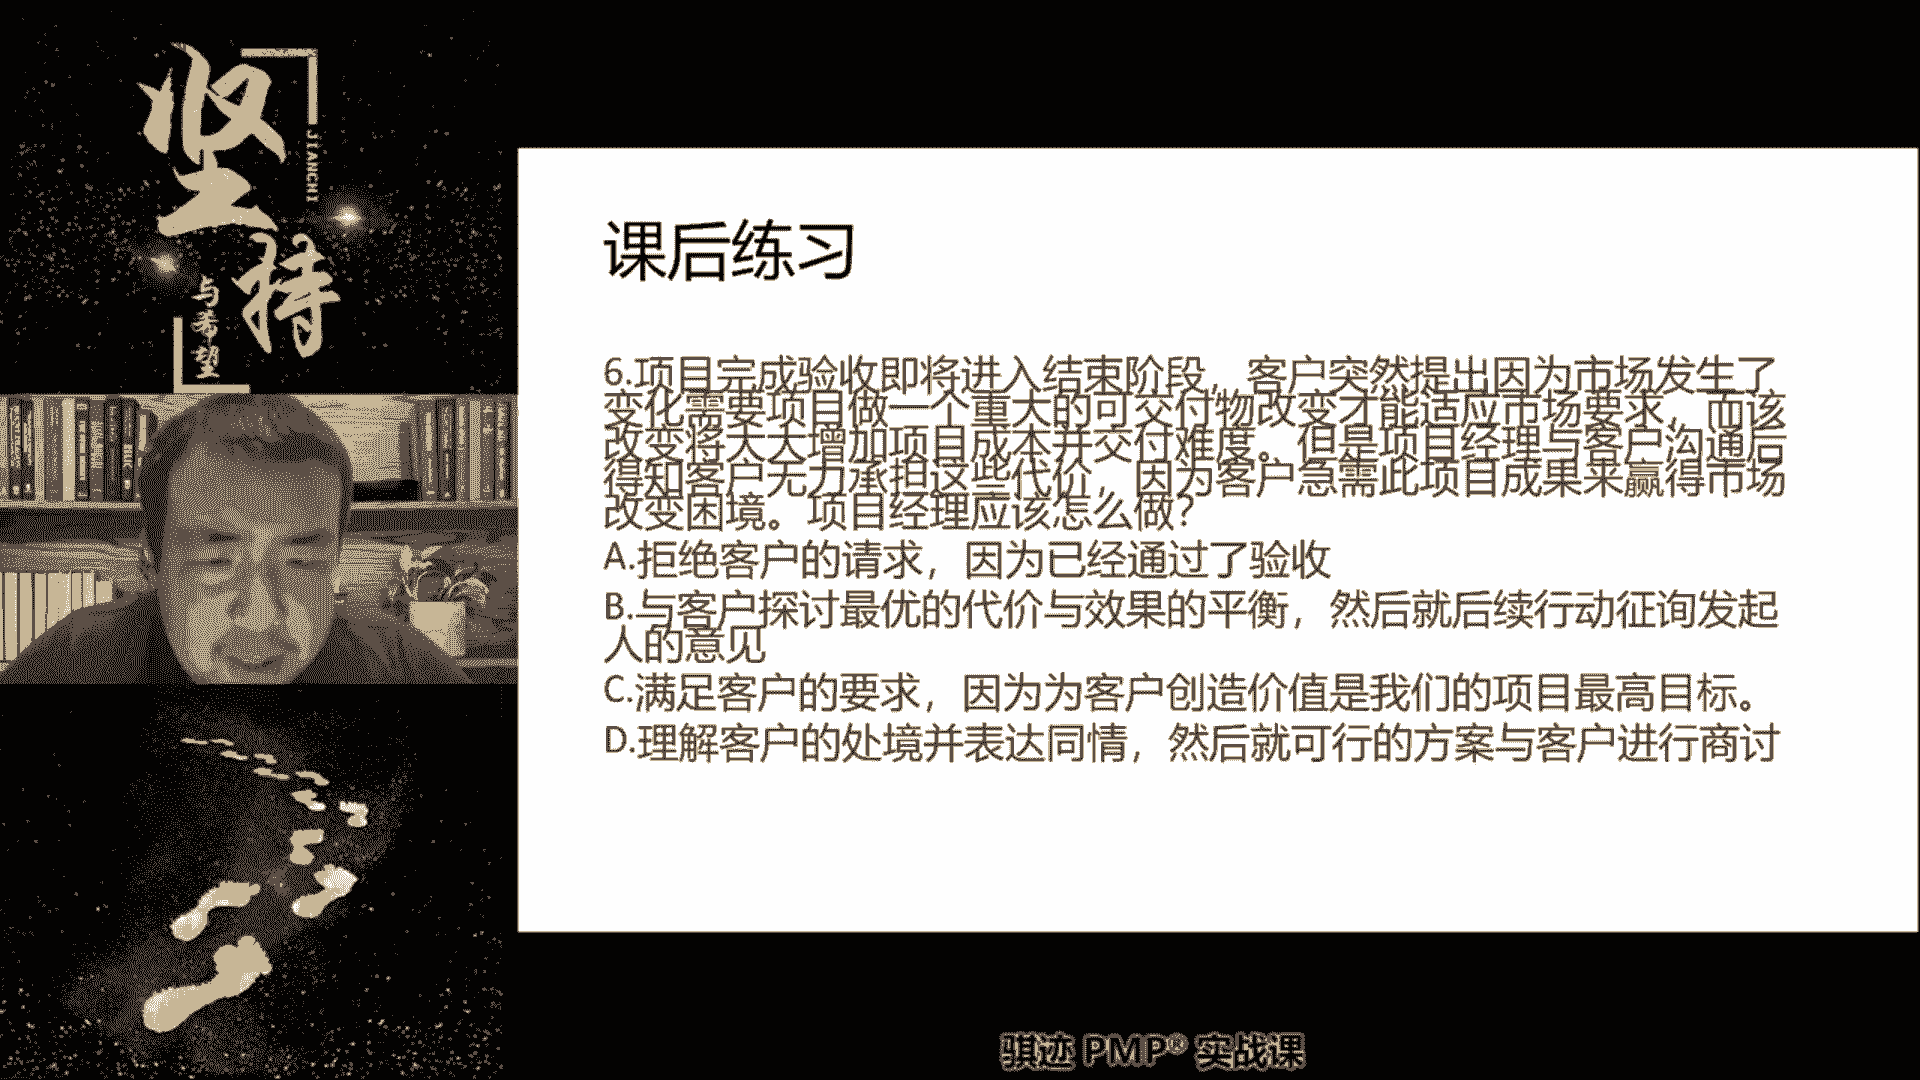 坚持
JIANCHI
与希望
课后练习
6.项目完成验收即将进入结束阶段，客户突然提出因为市场发生了
变化需要项目做一个重大的可交付物改变才能适应市场要求，而该
改变将大大增加项目成本并交付难度。但是项目经理与客户沟通后
得知客户无力承担这些代价，因为客户急需此项目成果来赢得市场
改变困境。项目经理应该怎么做？
A.拒绝客户的请求，因为已经通过了验收
B.与客户探讨最优的代价与效果的平衡，然后就后续行动征询发起
人的意见
C.满足客户的要求，因为为客户创造价值是我们的项目最高目标。
D.理解客户的处境并表达同情，然后就可行的方案与客户进行商讨
骐迹 PMP® 实战课